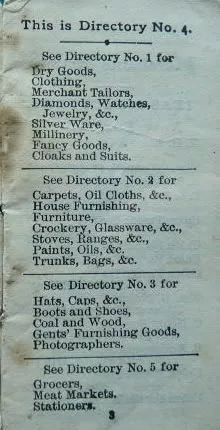 This is Directory No. 4.
See Directory No. 1 for
Dry Goods,
Clothing,
Merchant Tailors,
Diamonds, Watches,
Jewelry, &c.,
Silver Ware,
Millinery,
Fancy Goods,
Cloaks and Suits.
See Directory No. 2 for
Carpets, Oil Cloths, &c.,
House Furnishing,
Furniture,
Crockery, Glassware, &c.,
Stoves, Ranges, &c.,
Paints, Oils, &c.
Trunks, Bags, &c.
See Directory No. 3 for
Hats, Caps, &c.,
Boots and Shoes,
Coal and Wood,
Gents' Furnishing Goods,
Photographers.
See Directory No. 5 for
Grocers,
Meat Markets.
Stationers.
3